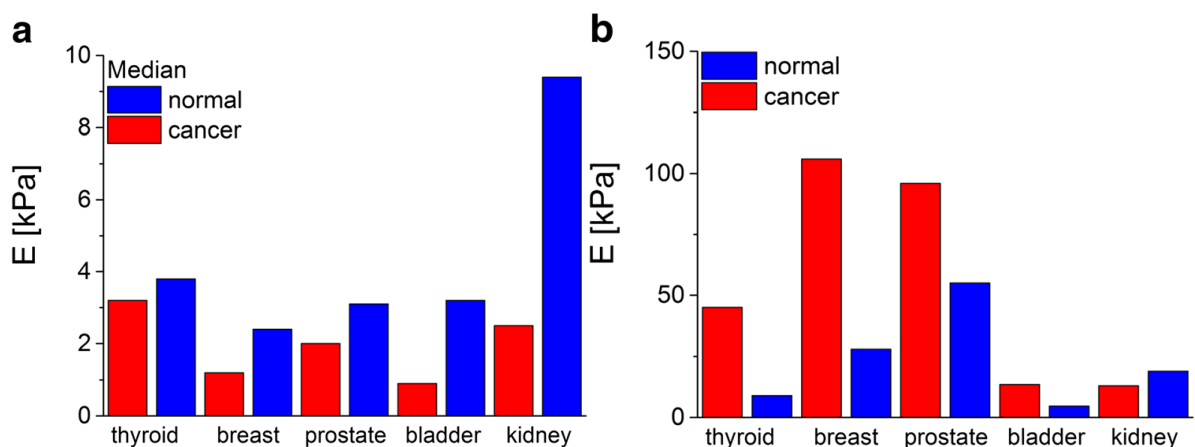 a
Median
normal
cancer
E [kPa]
10
8
6
4
2
0
thyroid breast prostate bladder kidney
b
normal
cancer
E [kPa]
150
100
50
0
thyroid breast prostate bladder kidney